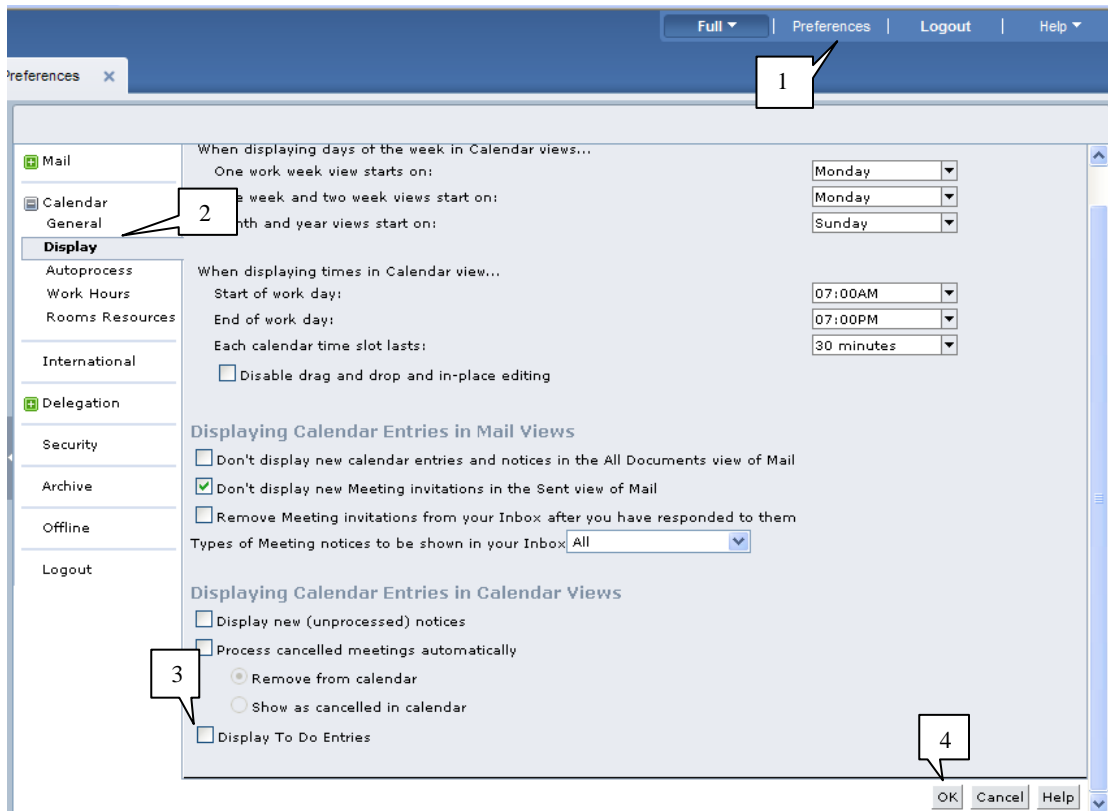 Full | Preferences | Logout | Help
1
Preferences X
Mail
Calendar
2
General
Display
Autoprocess
Work Hours
Rooms Resources
International
Delegation
Security
Archive
Offline
Logout
When displaying days of the week in Calendar views...
One work week view starts on: Monday
week and two week views start on: Monday
and year views start on: Sunday
When displaying times in Calendar view...
Start of work day: 07:00AM
End of work day: 07:00PM
Each calendar time slot lasts: 30 minutes
Disable drag and drop and in-place editing
Displaying Calendar Entries in Mail Views
Don't display new calendar entries and notices in the All Documents view of Mail
Don't display new Meeting invitations in the Sent view of Mail
Remove Meeting invitations from your Inbox after you have responded to them
Types of Meeting notices to be shown in your Inbox All
Displaying Calendar Entries in Calendar Views
Display new (unprocessed) notices
Process cancelled meetings automatically
3
Remove from calendar
Show as cancelled in calendar
Display To Do Entries
4
OK Cancel Help